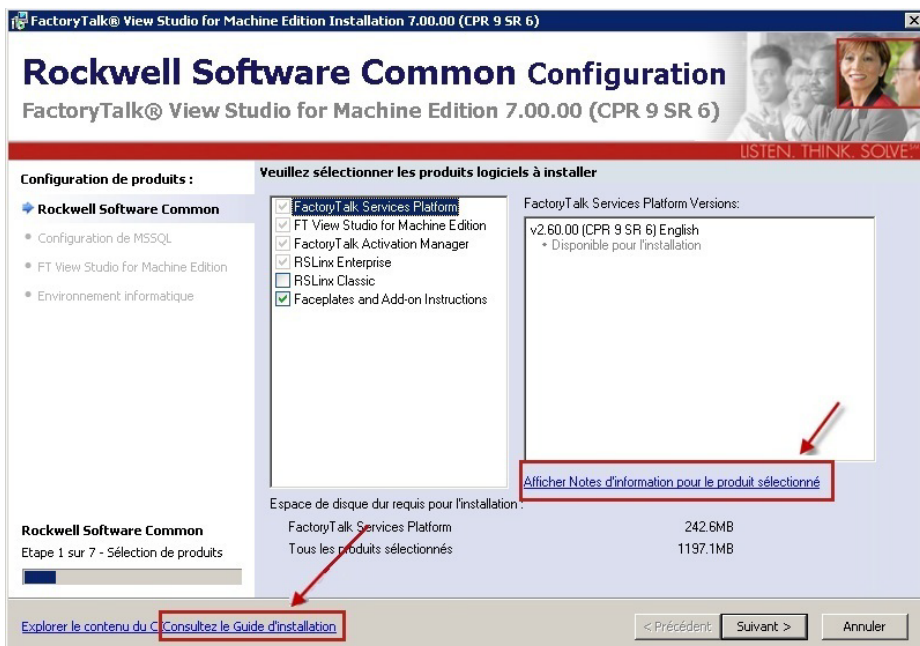 FactoryTalk® View Studio for Machine Edition Installation 7.00.00 (CPR 9 SR 6)
Rockwell Software Common Configuration
FactoryTalk® View Studio for Machine Edition 7.00.00 (CPR 9 SR 6)
LISTEN. THINK. SOLVE.℠
Configuration de produits :
Rockwell Software Common
Configuration de MSSQL
FT View Studio for Machine Edition
Environnement informatique
Veuillez sélectionner les produits logiciels à installer
FactoryTalk Services Platform
FT View Studio for Machine Edition
FactoryTalk Activation Manager
RSLinx Enterprise
RSLinx Classic
Faceplates and Add-on Instructions
FactoryTalk Services Platform Versions:
v2.60.00 (CPR 9 SR 6) English
• Disponible pour l'installation
Afficher Notes d'information pour le produit sélectionné
Espace de disque dur requis pour l'installation :
FactoryTalk Services Platform 242.6MB
Tous les produits sélectionnés 1197.1MB
Rockwell Software Common
Etape 1 sur 7 - Sélection de produits
Explorer le contenu du C Consultez le Guide d'installation
< Précédent Suivant > Annuler